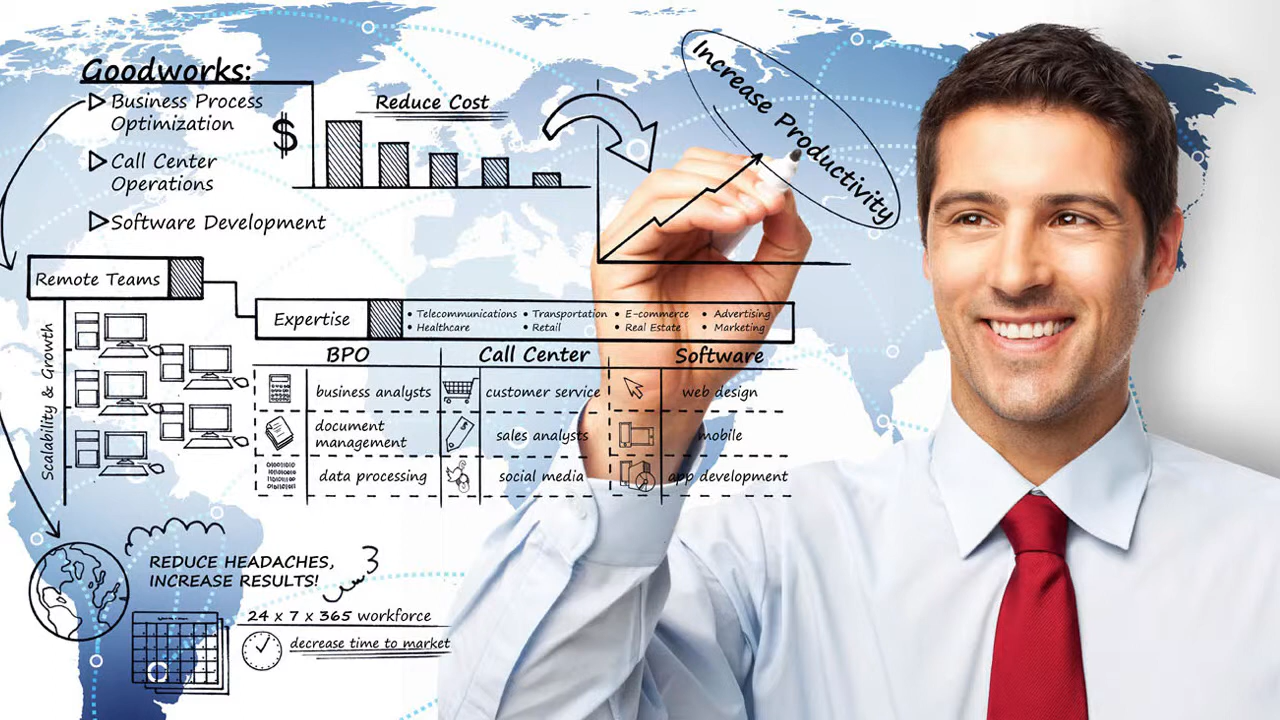 Goodworks:
Business Process
Optimization
Call Center
Operations
Software Development
$
Reduce Cost
Increase Productivity
Remote Teams
Scalability & Growth
Expertise
• Telecommunications • Transportation • E-commerce • Advertising
• Healthcare • Retail • Real Estate • Marketing
BPO Call Center Software
business analysts customer service web design
document
management
sales analysts mobile
data processing social media app development
REDUCE HEADACHES,
INCREASE RESULTS!
24 x 7 x 365 workforce
decrease time to market